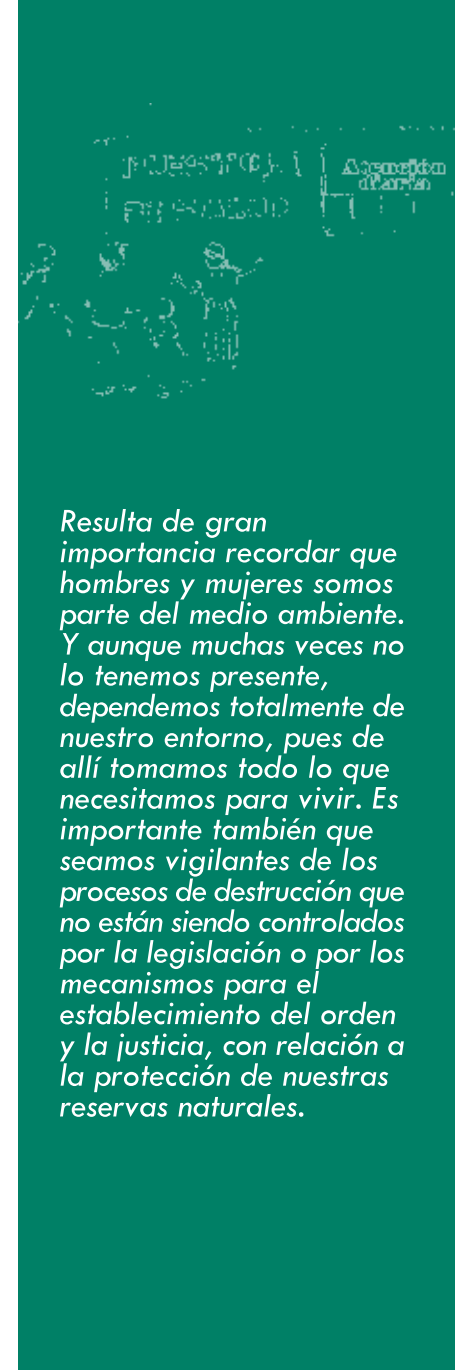 Atención
diaria
Resulta de gran
importancia recordar que
hombres y mujeres somos
parte del medio ambiente.
Y aunque muchas veces no
lo tenemos presente,
dependemos totalmente de
nuestro entorno, pues de
allí tomamos todo lo que
necesitamos para vivir. Es
importante también que
seamos vigilantes de los
procesos de destrucción que
no están siendo controlados
por la legislación o por los
mecanismos para el
establecimiento del orden
y la justicia, con relación a
la protección de nuestras
reservas naturales.